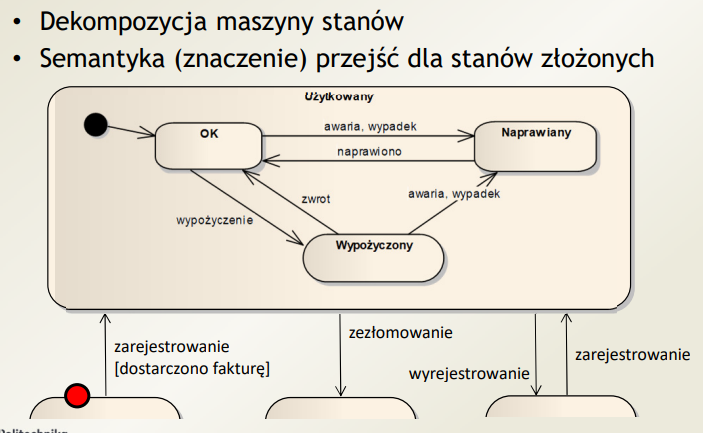 • Dekompozycja maszyny stanów
• Semantyka (znaczenie) przejść dla stanów złożonych
Użytkowany
OK
awaria, wypadek
Naprawiany
naprawiono
zwrot
awaria, wypadek
wypożyczenie
Wypożyczony
zarejestrowanie
[dostarczono fakturę]
zezłomowanie
wyrejestrowanie
zarejestrowanie